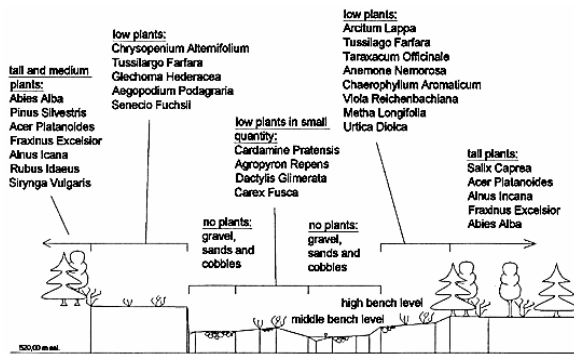 tall and medium
plants:
Abies Alba
Pinus Silvestris
Acer Platanoides
Fraxinus Excelsior
Alnus Icana
Rubus Idaeus
Sirynga Vulgaris
low plants:
Chrysopenium Alternifolium
Tussilargo Farfara
Glechoma Hederacea
Aegopodium Podagraria
Senecio Fuchsii
low plants in small
quantity:
Cardamine Pratensis
Agropyron Repens
Dactylis Glimerata
Carex Fusca
low plants:
Arcitum Lappa
Tussilago Farfara
Taraxacum Officinale
Anemone Nemorosa
Chaerophyllum Aromaticum
Viola Reichenbachiana
Metha Longifolia
Urtica Dioica
tall plants:
Salix Caprea
Acer Platanoides
Alnus Incana
Fraxinus Excelsior
Abies Alba
no plants:
gravel,
sands and
cobbles
no plants:
gravel,
sands and
cobbles
high bench level
middle bench level
520,00 m asl.